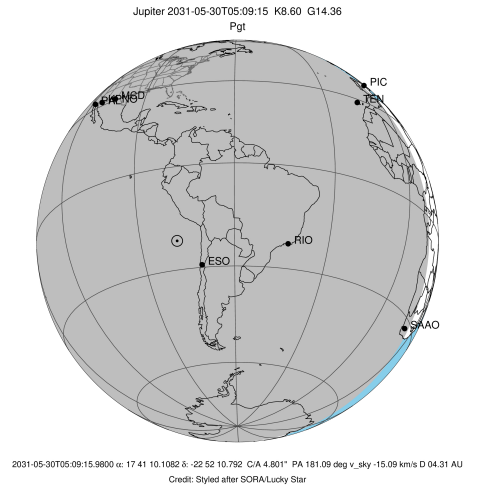 Jupiter 2031-05-30T05:09:15 K8.60 G14.36
Pgt
PIC
TEN
MCD
RIO
ESO
SAAO
2031-05-30T05:09:15.9800 α: 17 41 10.1082 δ: -22 52 10.792 C/A 4.801" PA 181.09 deg v_sky -15.09 km/s D 04.31 AU
Credit: Styled after SORA/Lucky Star